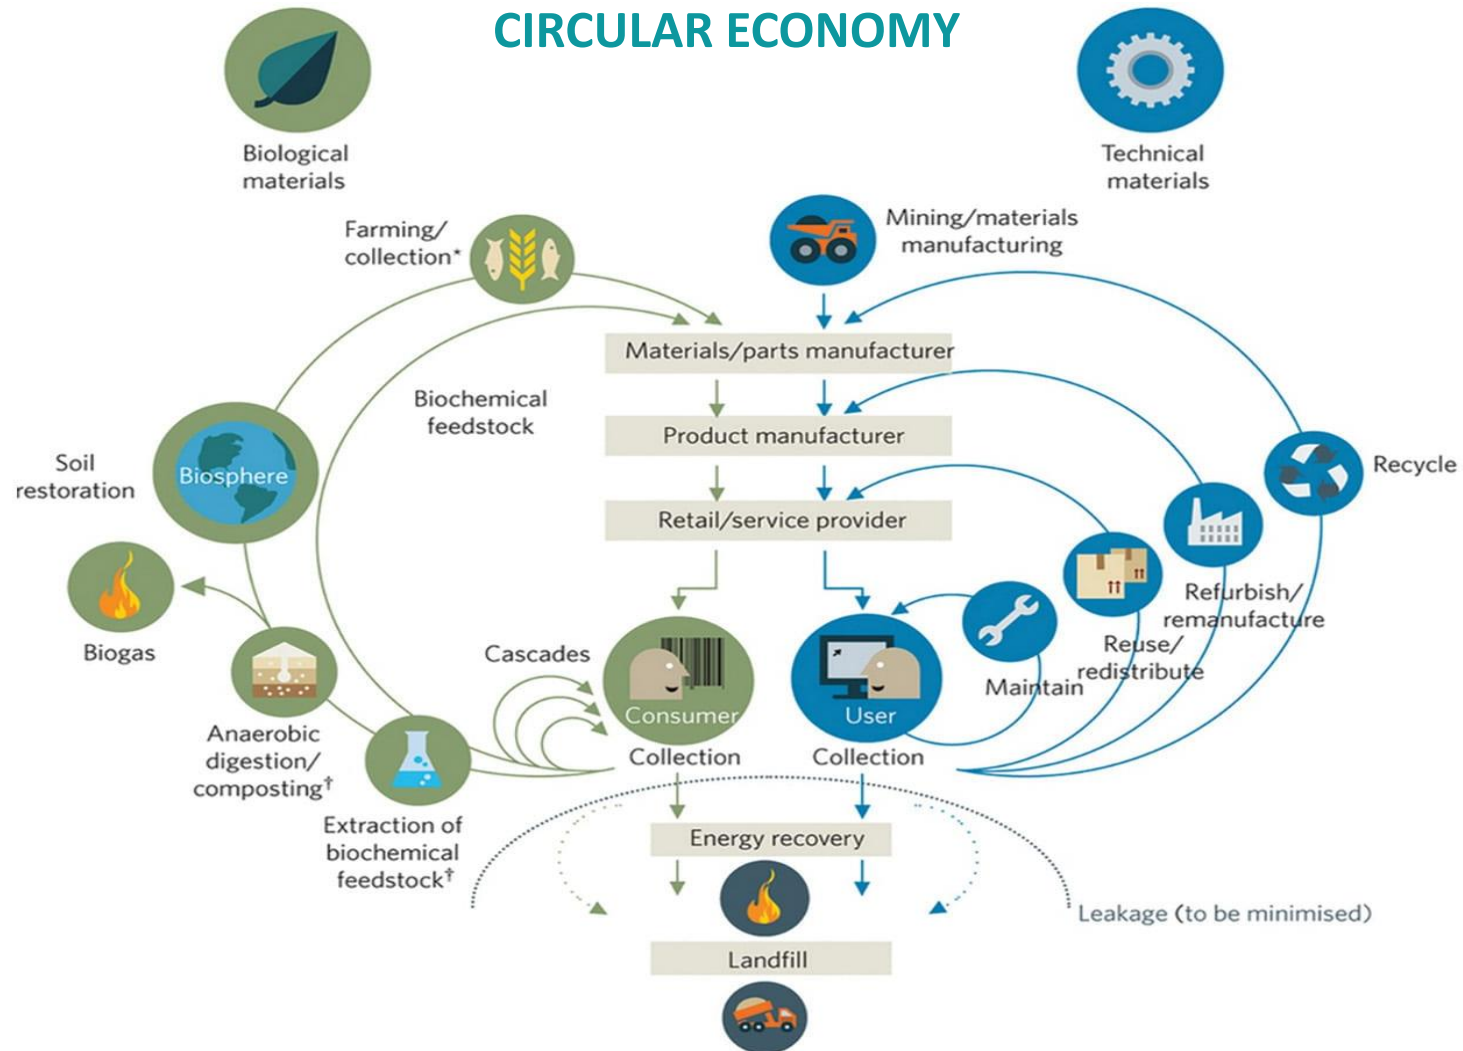 CIRCULAR ECONOMY
Biological
materials
Technical
materials
Farming/
collection*
Mining/materials
manufacturing
Materials/parts manufacturer
Biochemical
feedstock
Product manufacturer
Soil
restoration
Biosphere
Recycle
Retail/service provider
Refurbish/
remanufacture
Biogas
Cascades
Reuse/
redistribute
Maintain
Consumer
User
Anaerobic
digestion/
composting†
Collection
Collection
Extraction of
biochemical
feedstock†
Energy recovery
Leakage (to be minimised)
Landfill